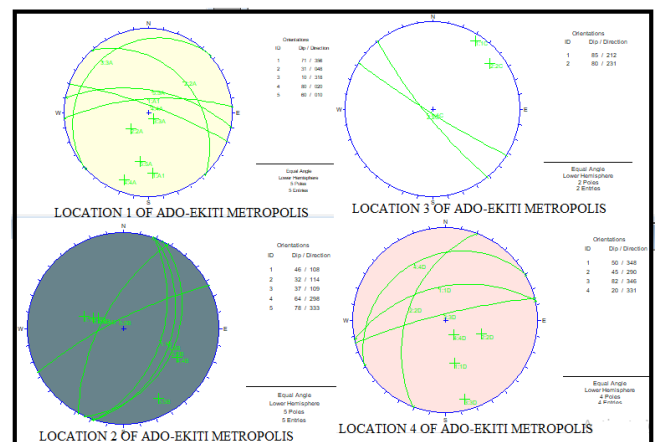 N
W
E
S
Orientations
ID Dip / Direction
1 71 / 356
2 31 / 048
3 10 / 318
4 80 / 020
5 60 / 010
Equal Angle
Lower Hemisphere
5 Poles
5 Entries
LOCATION 1 OF ADO-EKITI METROPOLIS
N
W
E
S
Orientations
ID Dip / Direction
1 85 / 212
2 80 / 231
Equal Angle
Lower Hemisphere
2 Poles
2 Entries
LOCATION 3 OF ADO-EKITI METROPOLIS
N
W
E
Orientations
ID Dip / Direction
1 46 / 108
2 32 / 114
3 37 / 109
4 64 / 298
5 78 / 333
Equal Angle
Lower Hemisphere
5 Poles
5 Entries
LOCATION 2 OF ADO-EKITI METROPOLIS
N
W
E
Orientations
ID Dip / Direction
1 50 / 348
2 45 / 290
3 82 / 346
4 20 / 331
Equal Angle
Lower Hemisphere
4 Poles
4 Entries
LOCATION 4 OF ADO-EKITI METROPOLIS